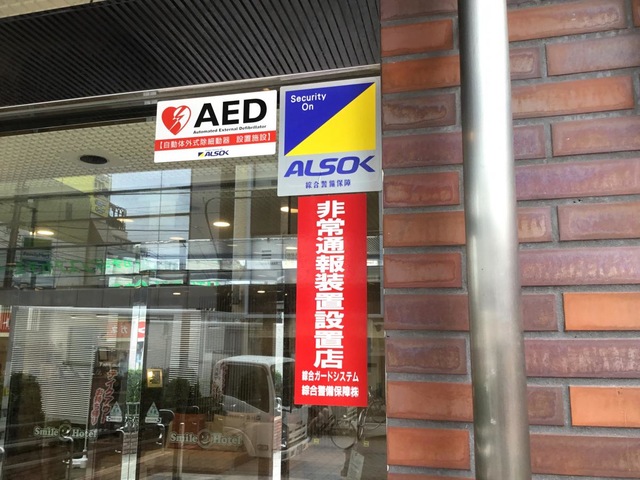 AED
Automated External Defibrillator
【自動体外式除細動器 設置施設】
ALSOK
Security
On
ALSOK
綜合警備保障
非常通報装置設置店
綜合ガードシステム
綜合警備保障㈱
Smile Hotel
Smile Hotel